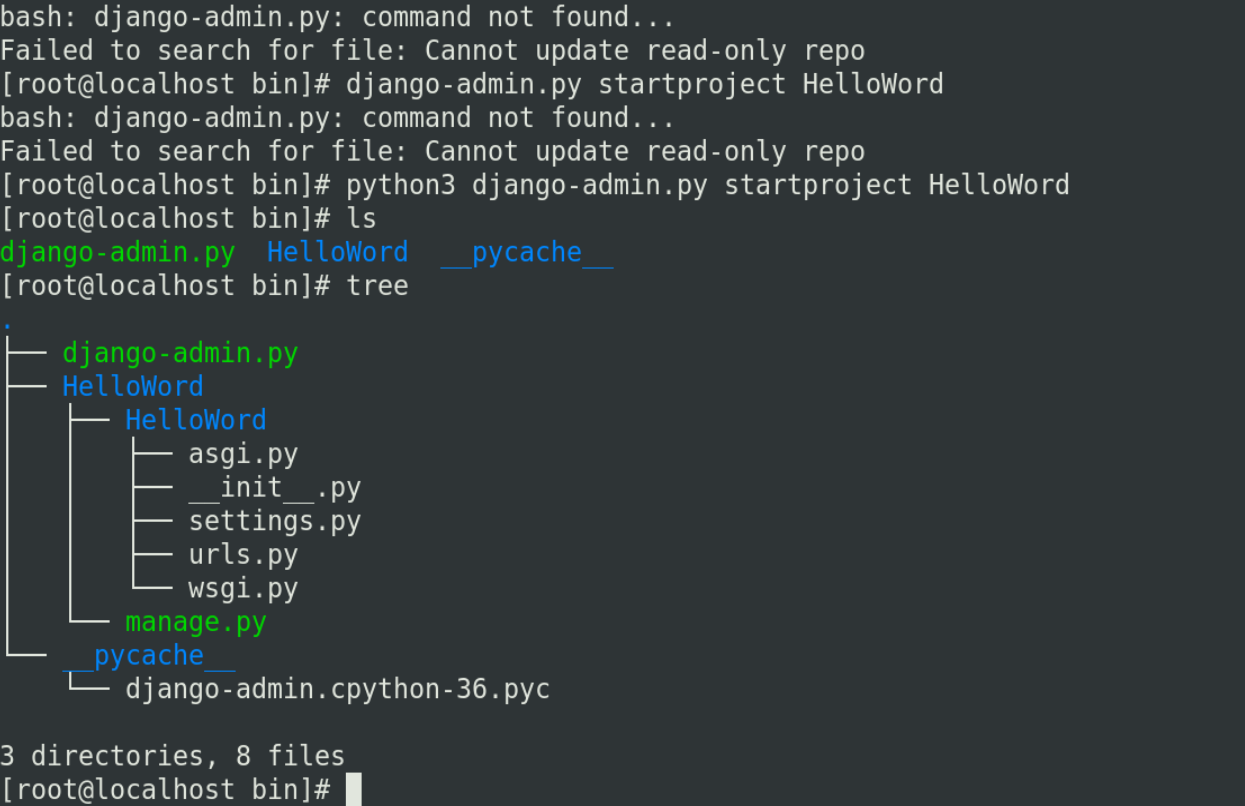 bash: django-admin.py: command not found...
Failed to search for file: Cannot update read-only repo
[root@localhost bin]# django-admin.py startproject HelloWord
bash: django-admin.py: command not found...
Failed to search for file: Cannot update read-only repo
[root@localhost bin]# python3 django-admin.py startproject HelloWord
[root@localhost bin]# ls
django-admin.py  HelloWord  __pycache__
[root@localhost bin]# tree
.
├── django-admin.py
├── HelloWord
│   ├── HelloWord
│   │   ├── asgi.py
│   │   ├── __init__.py
│   │   ├── settings.py
│   │   ├── urls.py
│   │   └── wsgi.py
│   └── manage.py
└── __pycache__
    └── django-admin.cpython-36.pyc

3 directories, 8 files
[root@localhost bin]#